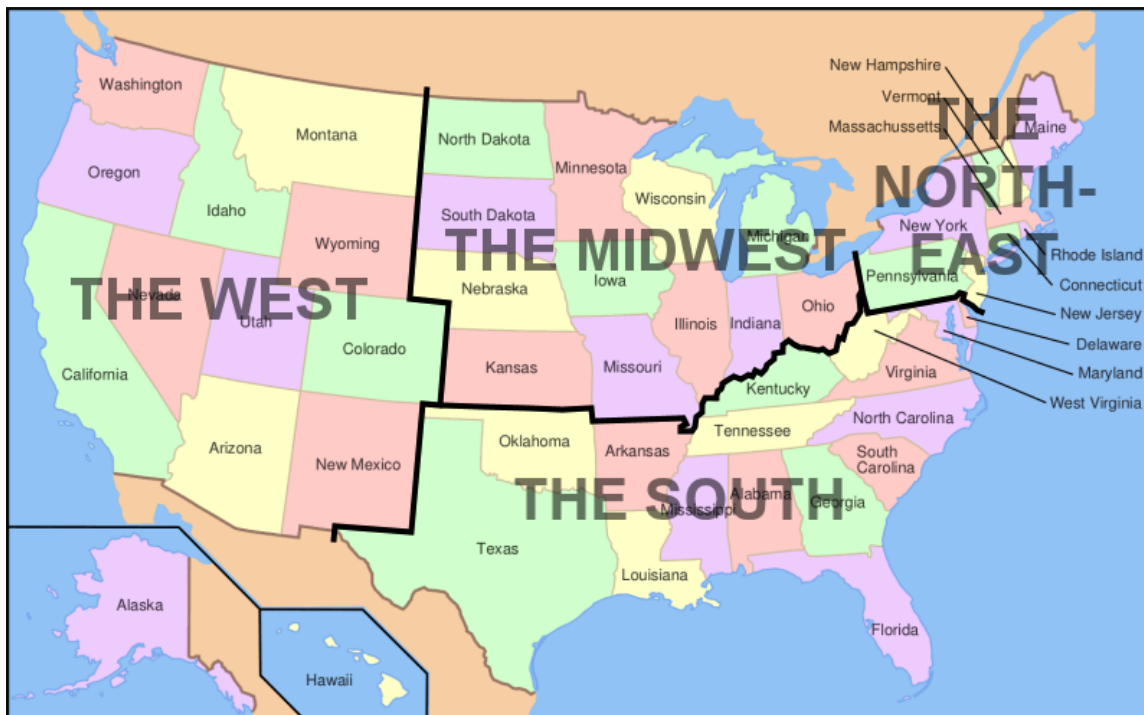 New Hampshire
Vermont
Massachussetts
THE
NORTH-
EAST
Maine
Washington
Montana
North Dakota
Minnesota
Oregon
Idaho
Wyoming
South Dakota
Wisconsin
Michigan
New York
Rhode Island
Connecticut
New Jersey
Delaware
Maryland
West Virginia
THE WEST
THE MIDWEST
Nevada
Utah
Colorado
California
Nebraska
Iowa
Illinois
Indiana
Ohio
Pennsylvania
Kansas
Missouri
Kentucky
Virginia
Arizona
New Mexico
Oklahoma
Arkansas
Tennessee
North Carolina
South
Carolina
THE SOUTH
Mississippi
Alabama
Georgia
Texas
Louisiana
Florida
Alaska
Hawaii